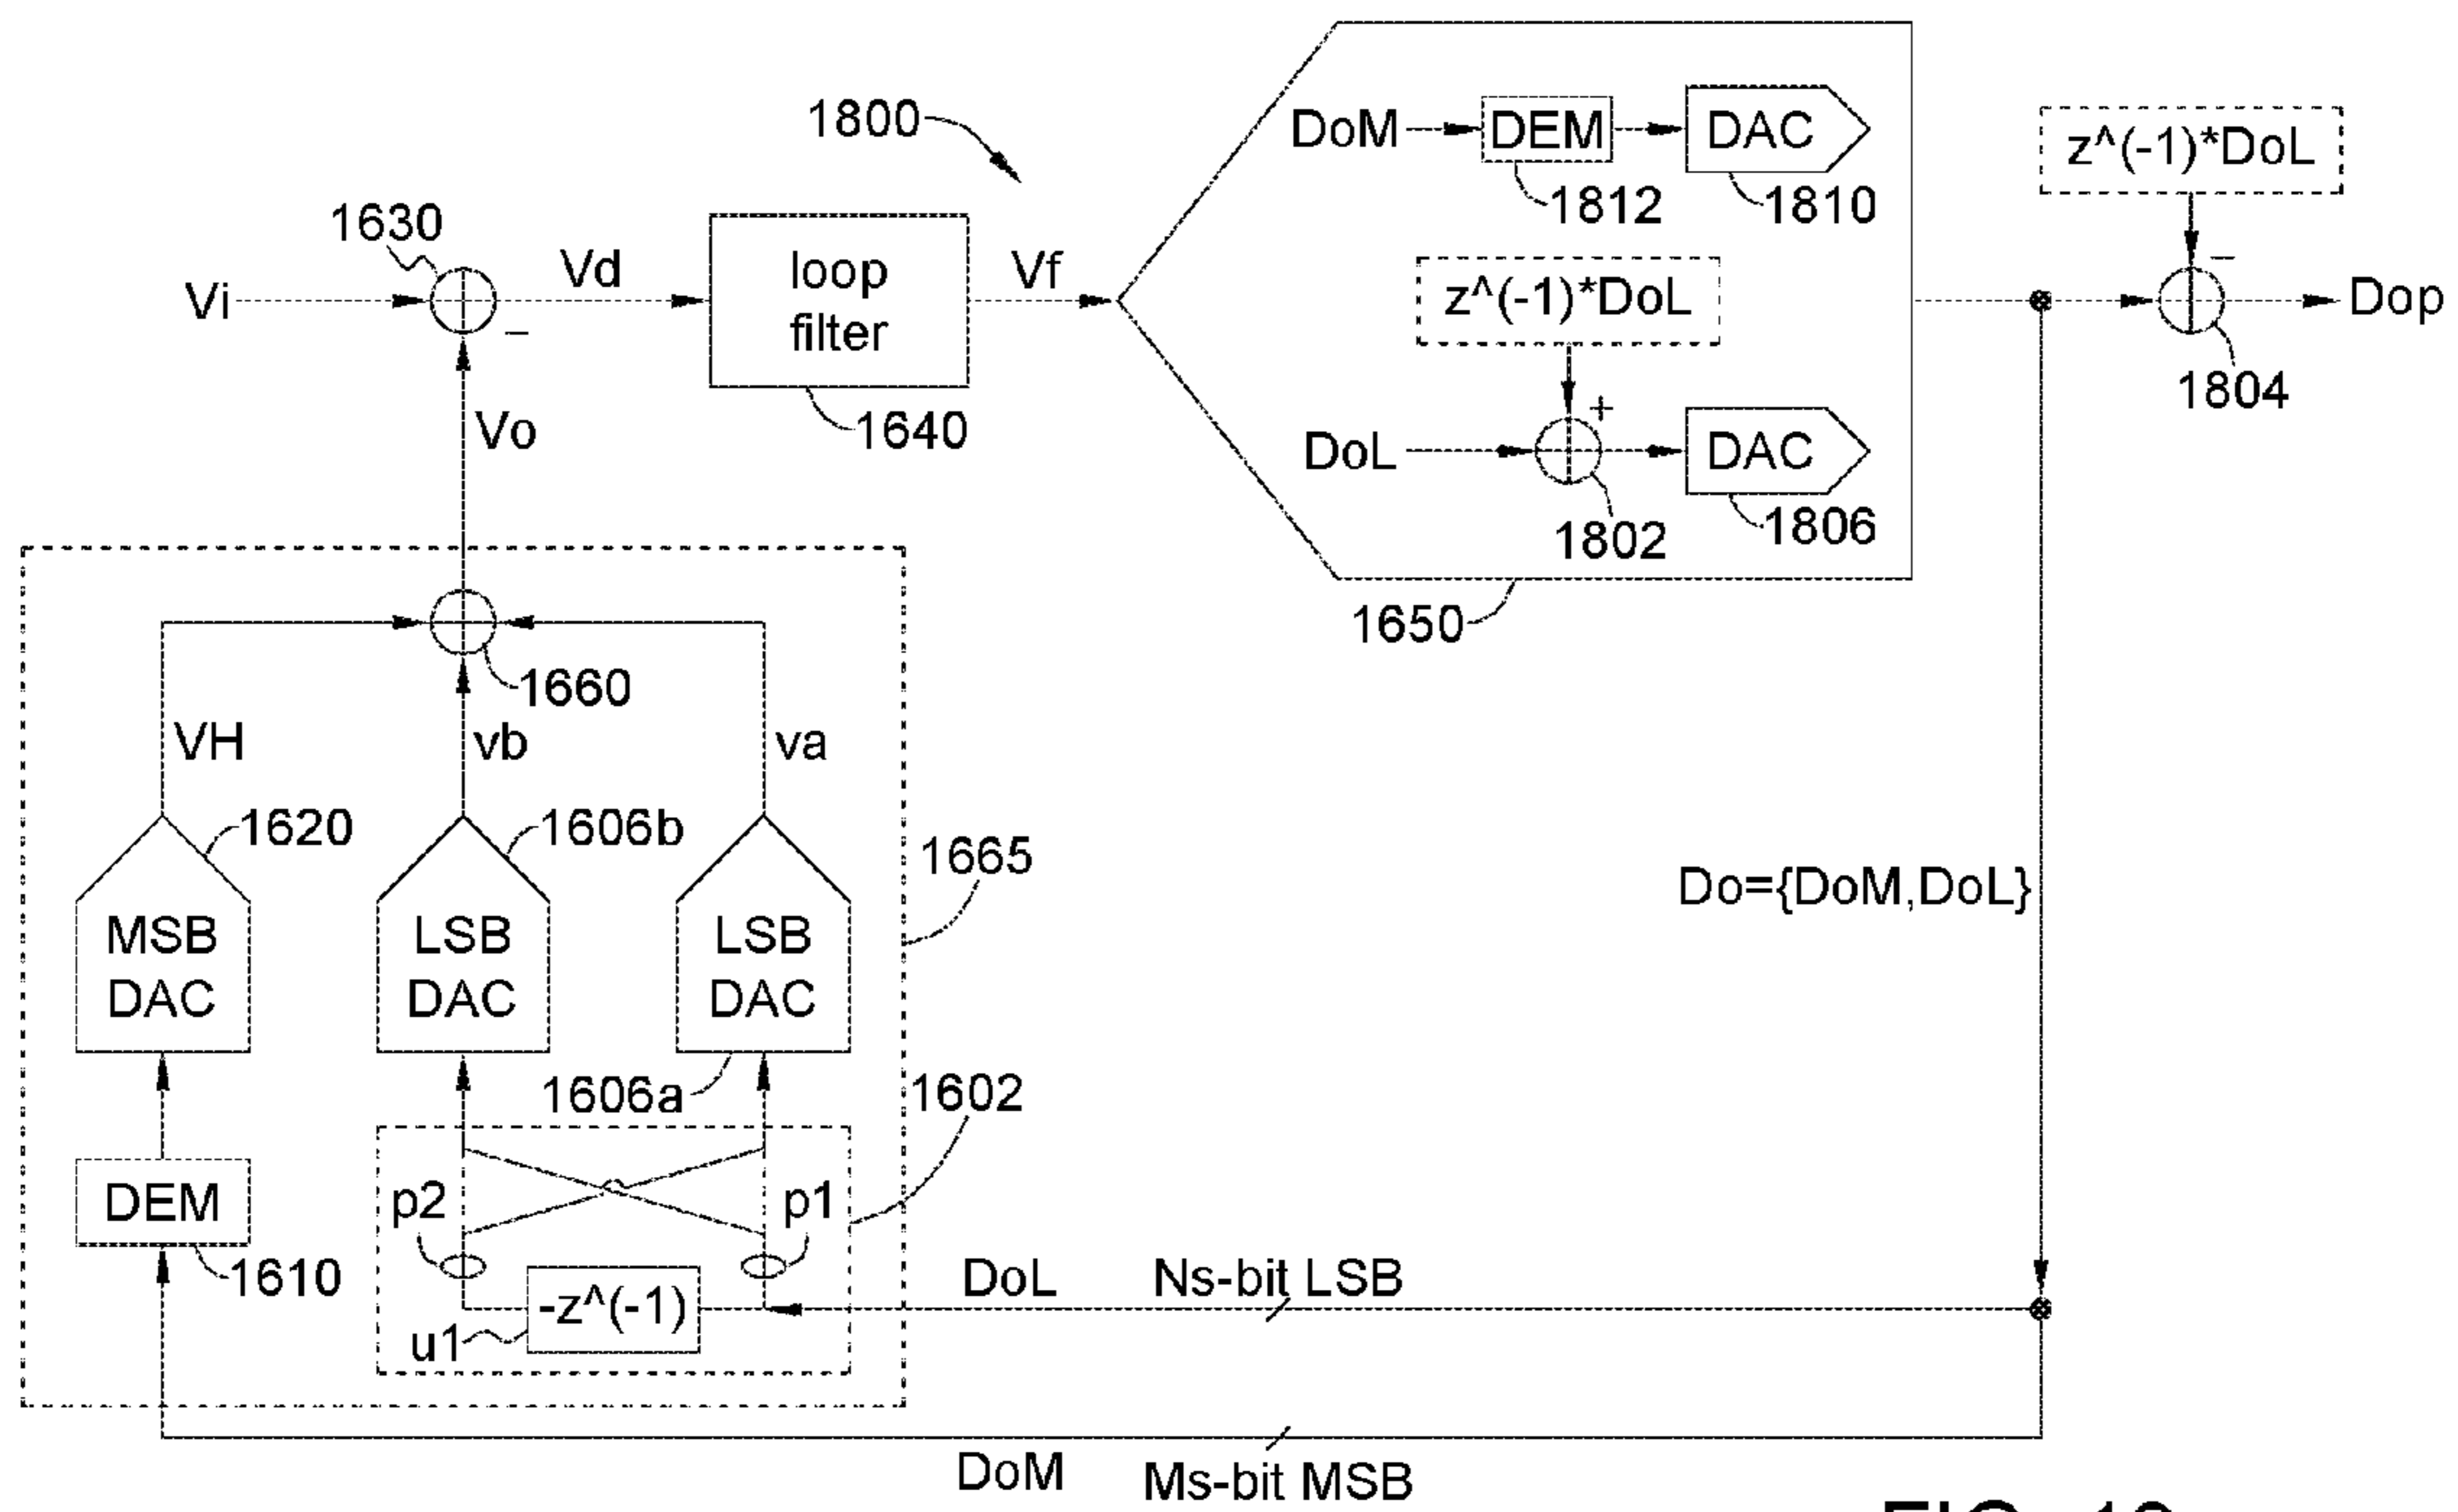 1800
DoM
DEM
DAC
z^(-1)*DoL
1812
1810
1630
Vi
Vd
loop
filter
Vf
z^(-1)*DoL
Dop
–
–
1804
Vo
1640
+
DoL
DAC
1802
1806
1650
1660
VH
vb
va
1620
1606b
1665
MSB
DAC
LSB
DAC
LSB
DAC
Do={DoM,DoL}
1606a
1602
DEM
p2
p1
1610
-z^(-1)
u1
DoL
Ns-bit LSB
DoM
Ms-bit MSB